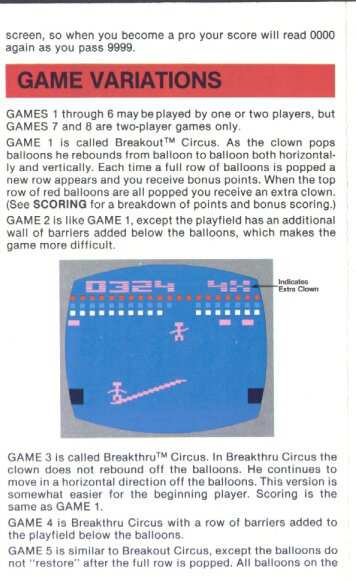 screen, so when you become a pro your score will read 0000
again as you pass 9999.
GAME VARIATIONS
GAMES 1 through 6 may be played by one or two players, but
GAMES 7 and 8 are two-player games only.
GAME 1 is called Breakout™ Circus. As the clown pops
balloons he rebounds from balloon to balloon both horizontal-
ly and vertically. Each time a full row of balloons is popped a
new row appears and you receive bonus points. When the top
row of red balloons are all popped you receive an extra clown.
(See SCORING for a breakdown of points and bonus scoring.)
GAME 2 is like GAME 1, except the playfield has an additional
wall of barriers added below the balloons, which makes the
game more difficult.
0324 4X
Indicates
Extra Clown
GAME 3 is called Breakthru™ Circus. In Breakthru Circus the
clown does not rebound off the balloons. He continues to
move in a horizontal direction off the balloons. This version is
somewhat easier for the beginning player. Scoring is the
same as GAME 1.
GAME 4 is Breakthru Circus with a row of barriers added to
the playfield below the balloons.
GAME 5 is similar to Breakout Circus, except the balloons do
not "restore" after the full row is popped. All balloons on the